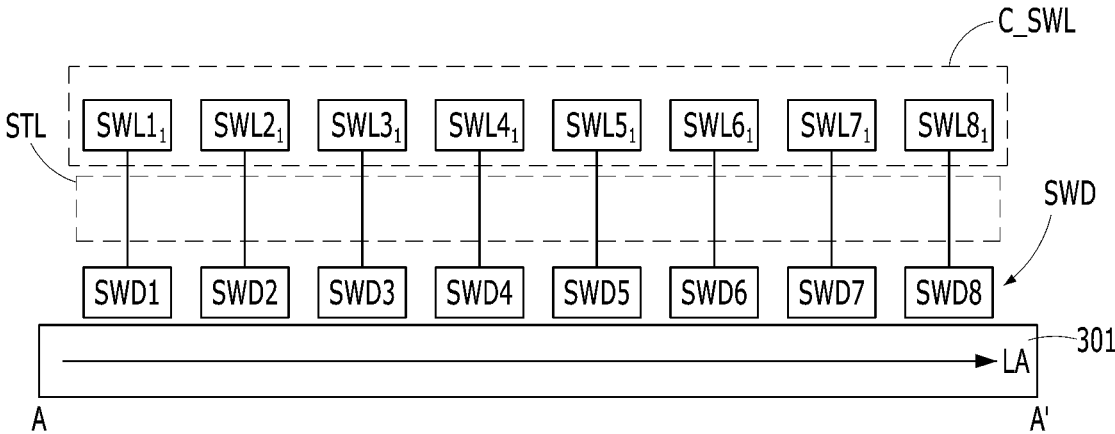 C_SWL
STL
SWL1₁ SWL2₁ SWL3₁ SWL4₁ SWL5₁ SWL6₁ SWL7₁ SWL8₁
SWD
SWD1 SWD2 SWD3 SWD4 SWD5 SWD6 SWD7 SWD8
301
LA
A A'